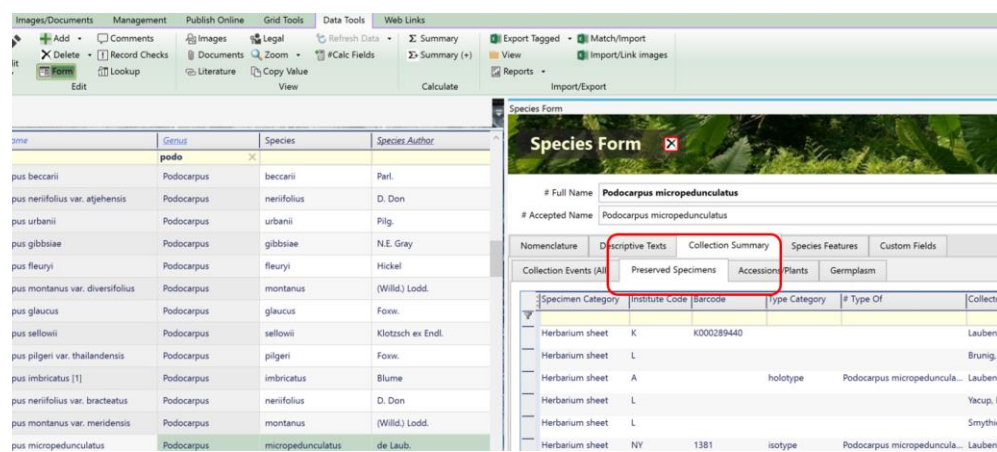 Images/Documents Management Publish Online Grid Tools Data Tools Web Links
Add Comments Images Legal Refresh Data Σ Summary Export Tagged Match/Import
Delete Record Checks Documents Zoom #Calc Fields Σ› Summary (+) View Import/Link images
Form Lookup Literature Copy Value Reports
Edit View Calculate Import/Export
Species Form
Species Form
# Full Name Podocarpus micropedunculatus
# Accepted Name Podocarpus micropedunculatus
Nomenclature Descriptive Texts Collection Summary Species Features Custom Fields
Collection Events (All Preserved Specimens Accessions/Plants Germplasm
Specimen Category Institute Code Barcode Type Category # Type Of Collect
Herbarium sheet K K000289440 Lauben
Herbarium sheet L Brunig,
Herbarium sheet A holotype Podocarpus micropeduncula... Lauben
Herbarium sheet L Yacup,
Herbarium sheet L Smythi
Herbarium sheet NY 1381 isotype Podocarpus micropeduncula... Lauben
Genus Species Species Author
podo
pus beccarii Podocarpus beccarii Parl.
pus neriifolius var. atjehensis Podocarpus neriifolius D. Don
pus urbanii Podocarpus urbanii Pilg.
pus gibbsiae Podocarpus gibbsiae N.E. Gray
pus fleuryi Podocarpus fleuryi Hickel
pus montanus var. diversifolius Podocarpus montanus (Willd.) Lodd.
pus glaucus Podocarpus glaucus Foxw.
pus sellowii Podocarpus sellowii Klotzsch ex Endl.
pus pilgeri var. thailandensis Podocarpus pilgeri Foxw.
pus imbricatus [1] Podocarpus imbricatus Blume
pus neriifolius var. bracteatus Podocarpus neriifolius D. Don
pus montanus var. meridensis Podocarpus montanus (Willd.) Lodd.
pus micropedunculatus Podocarpus micropedunculatus de Laub.